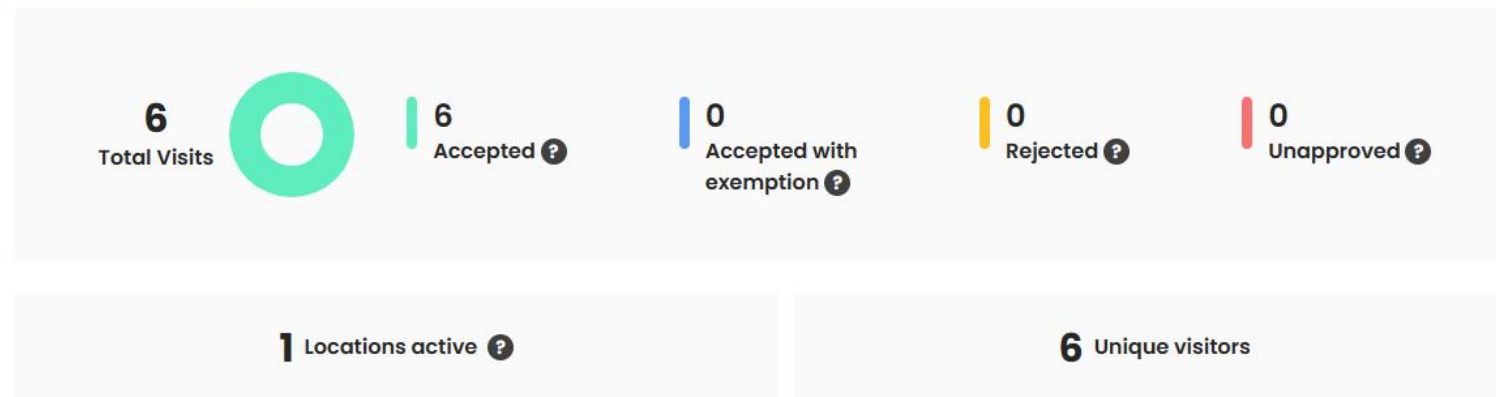 6
Total Visits
6
Accepted ?
0
Accepted with
exemption ?
0
Rejected ?
0
Unapproved ?
1 Locations active ?
6 Unique visitors